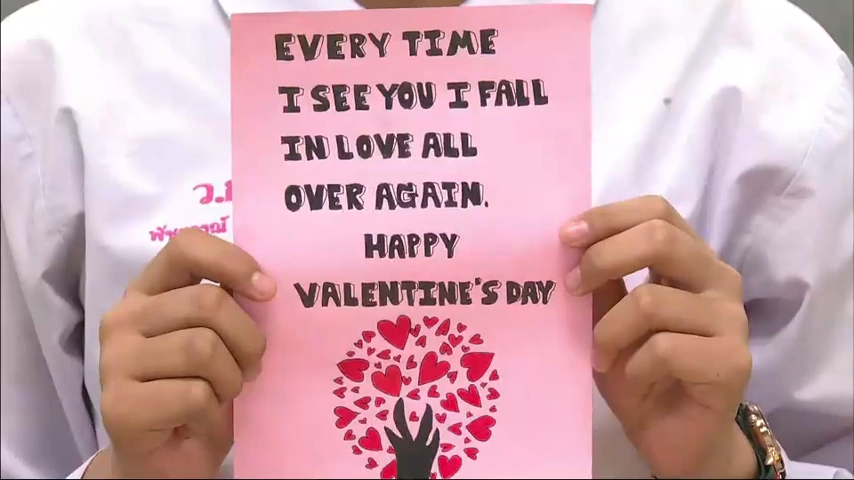 EVERY TIME
I SEE YOU I FALL
IN LOVE ALL
OVER AGAIN.
HAPPY
VALENTINE'S DAY